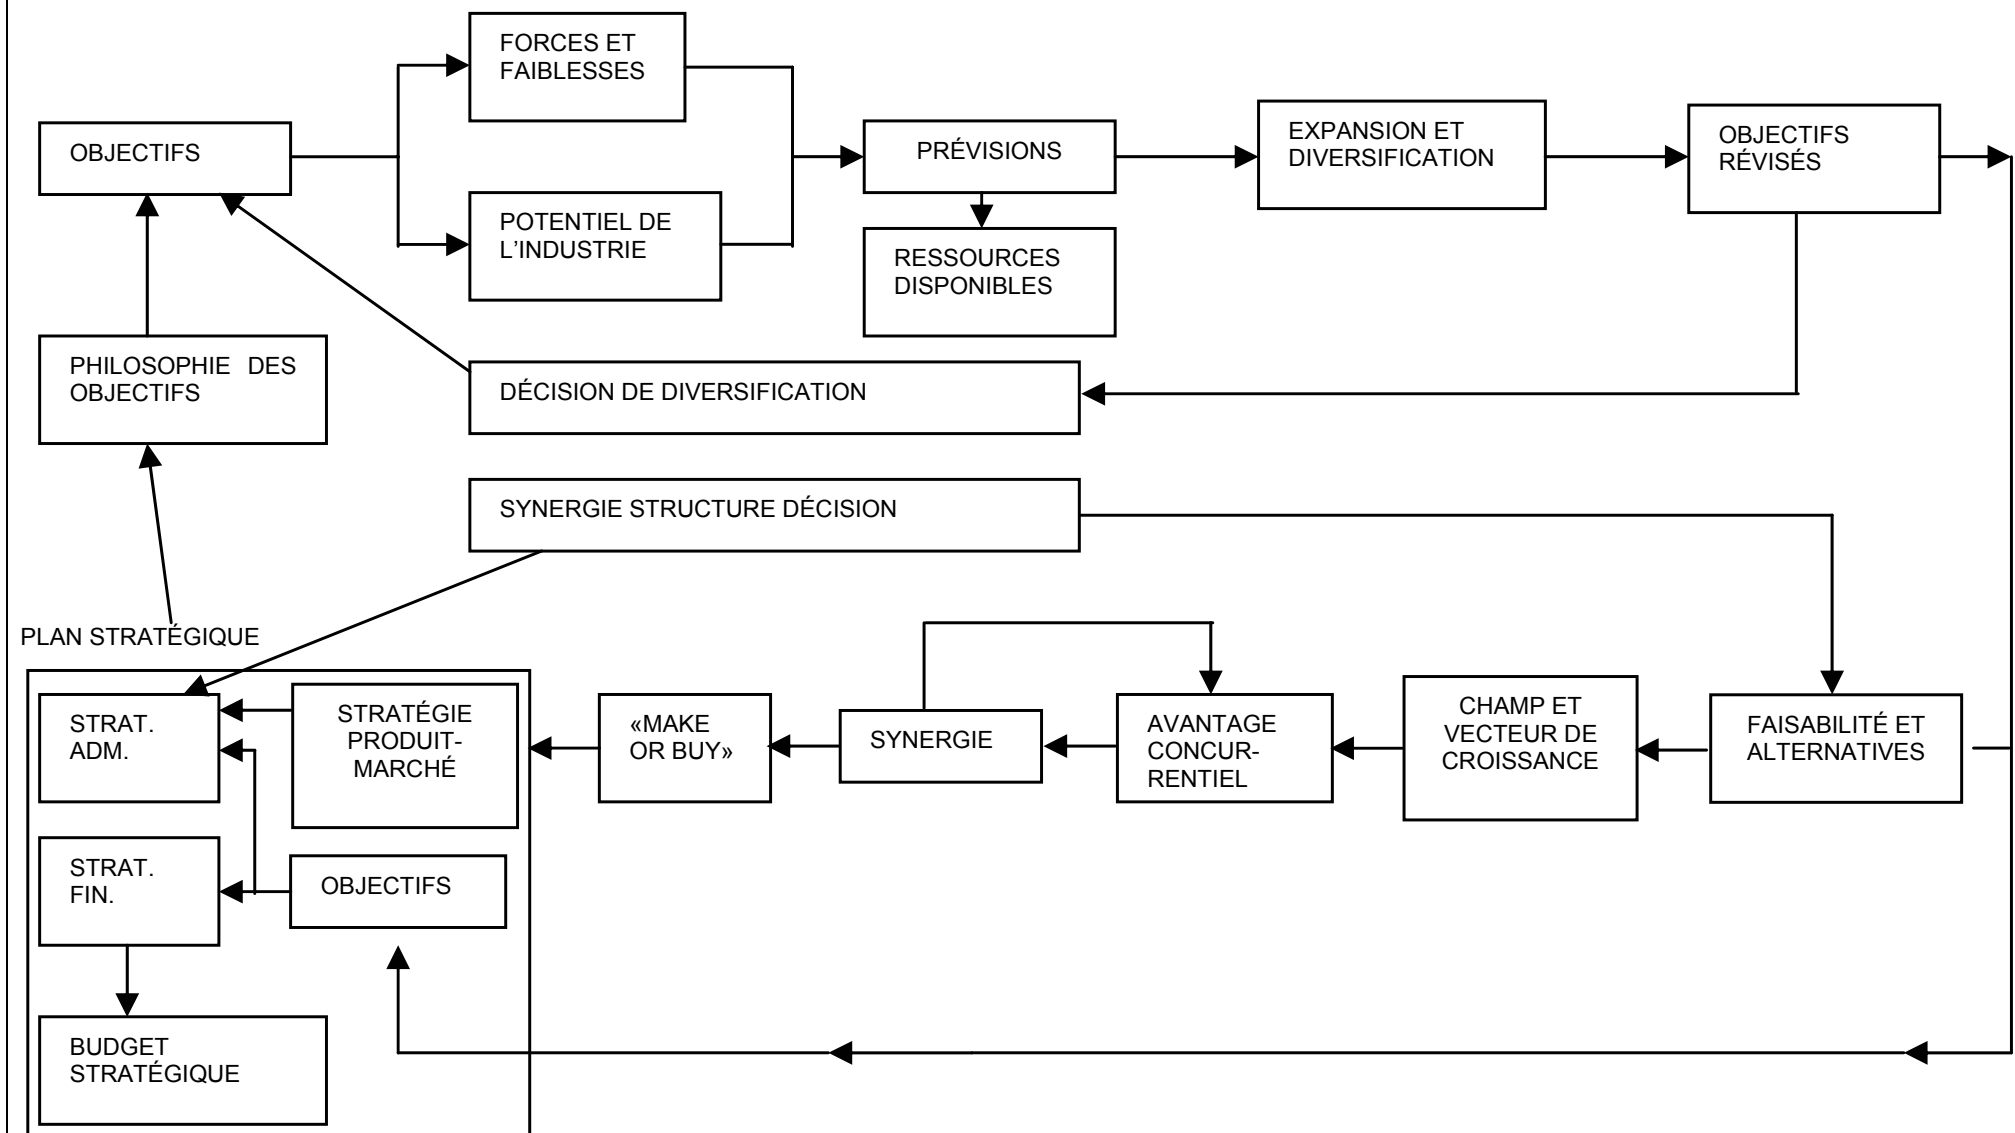 FORCES ET
FAIBLESSES
OBJECTIFS
PRÉVISIONS
EXPANSION ET
DIVERSIFICATION
OBJECTIFS
RÉVISÉS
POTENTIEL DE
L'INDUSTRIE
RESSOURCES
DISPONIBLES
PHILOSOPHIE DES
OBJECTIFS
DÉCISION DE DIVERSIFICATION
SYNERGIE STRUCTURE DÉCISION
PLAN STRATÉGIQUE
STRAT.
ADM.
STRATÉGIE
PRODUIT-
MARCHÉ
«MAKE
OR BUY»
SYNERGIE
AVANTAGE
CONCUR-
RENTIEL
CHAMP ET
VECTEUR DE
CROISSANCE
FAISABILITÉ ET
ALTERNATIVES
STRAT.
FIN.
OBJECTIFS
BUDGET
STRATÉGIQUE